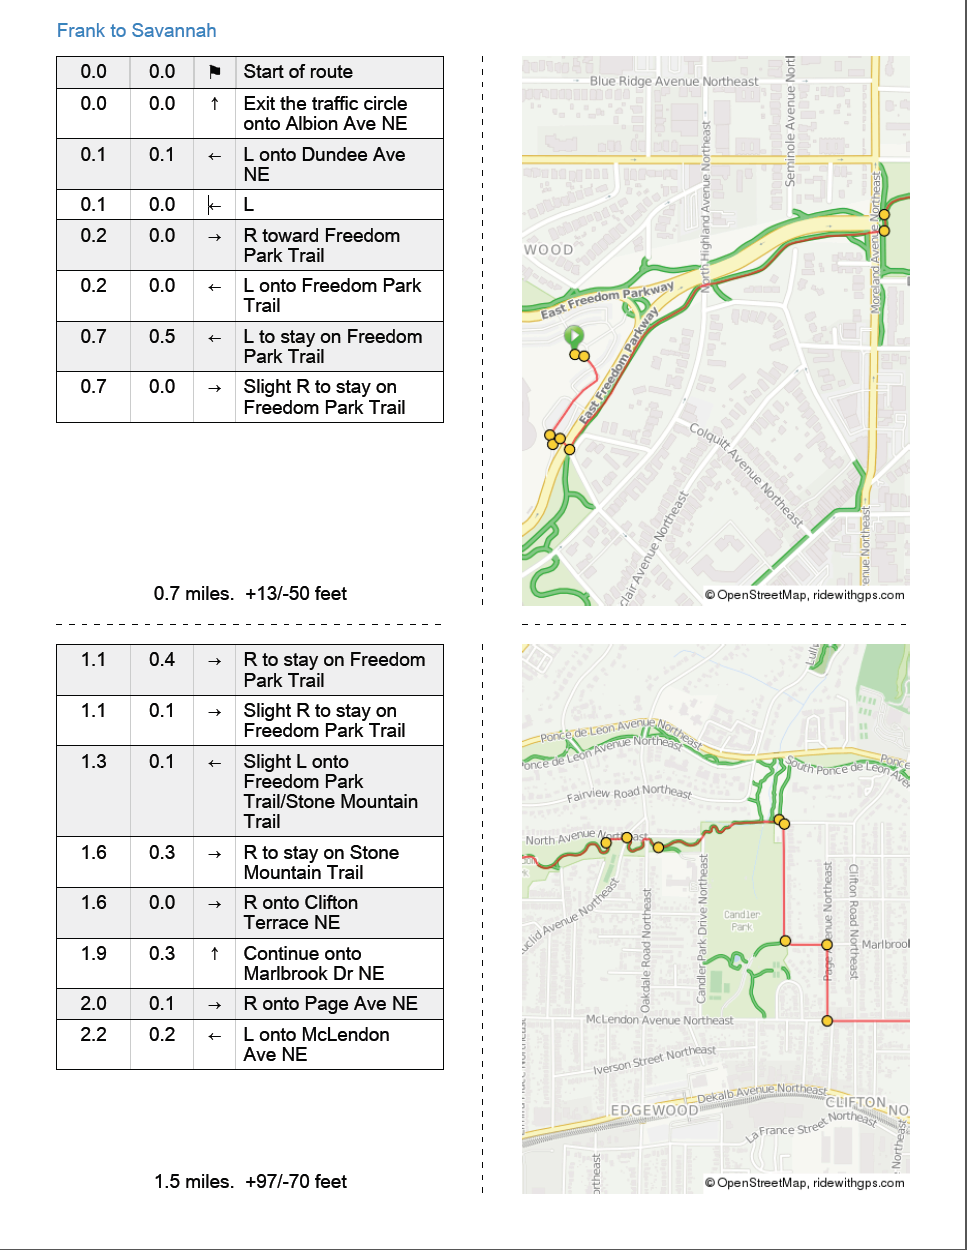 Frank to Savannah
0.0 0.0 ⚑ Start of route
0.0 0.0 ↑ Exit the traffic circle
onto Albion Ave NE
0.1 0.1 ← L onto Dundee Ave
NE
0.1 0.0 ← L
0.2 0.0 → R toward Freedom
Park Trail
0.2 0.0 ← L onto Freedom Park
Trail
0.7 0.5 ← L to stay on Freedom
Park Trail
0.7 0.0 → Slight R to stay on
Freedom Park Trail
0.7 miles. +13/-50 feet
Blue Ridge Avenue Northeast
Seminole Avenue Nort
North Highland Avenue Northeast
Moreland Avenue Northeast
WOOD
East Freedom Parkway
East Freedom Parkway
Colquitt Avenue Northeast
clair Avenue Northeast
enue Northeast
© OpenStreetMap, ridewithgps.com
1.1 0.4 → R to stay on Freedom
Park Trail
1.1 0.1 → Slight R to stay on
Freedom Park Trail
1.3 0.1 ← Slight L onto
Freedom Park
Trail/Stone Mountain
Trail
1.6 0.3 → R to stay on Stone
Mountain Trail
1.6 0.0 → R onto Clifton
Terrace NE
1.9 0.3 ↑ Continue onto
Marlbrook Dr NE
2.0 0.1 → R onto Page Ave NE
2.2 0.2 ← L onto McLendon
Ave NE
1.5 miles. +97/-70 feet
Lull
Ponce de Leon Avenue Northeast
once de Leon Avenue Northeast
Ponce
South Ponce de Leon Ave
Fairview Road Northeast
North Avenue Northeast
uclid Avenue Northeast
Oakdale Road Northeast
Candler Park Drive Northeast
Candler
Park
Page Avenue Northeast
Clifton Road Northeast
Marlbrool
McLendon Avenue Northeast
Iverson Street Northeast
Dekalb Avenue Northeast
EDGEWOOD
CLIFTON NO
La France Street Northeast
Northeast
ortheast
© OpenStreetMap, ridewithgps.com